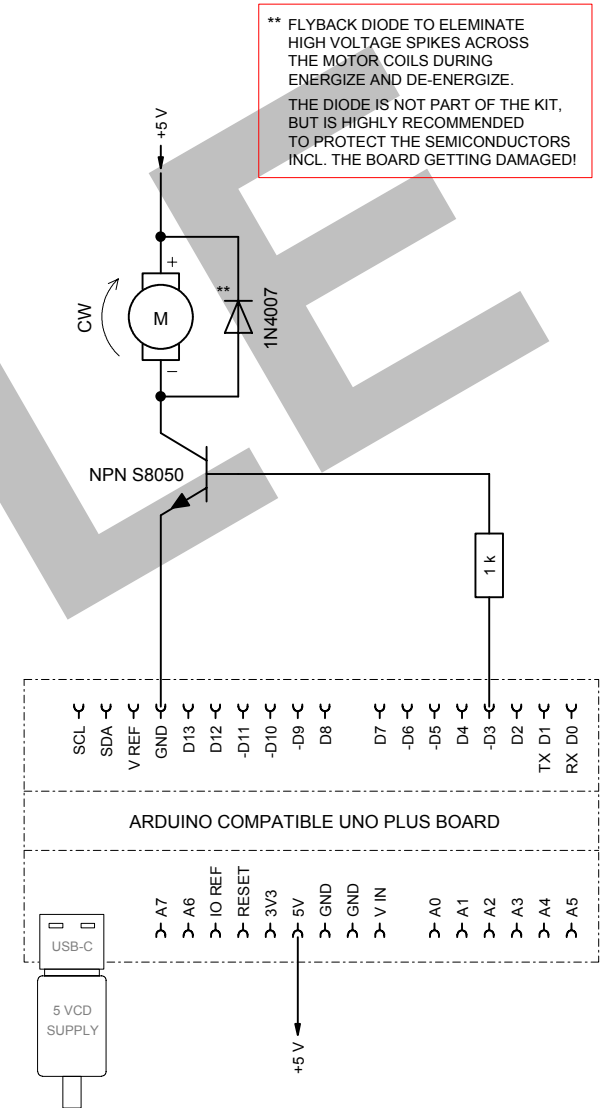 ** FLYBACK DIODE TO ELEMINATE
HIGH VOLTAGE SPIKES ACROSS
THE MOTOR COILS DURING
ENERGIZE AND DE-ENERGIZE.
THE DIODE IS NOT PART OF THE KIT,
BUT IS HIGHLY RECOMMENDED
TO PROTECT THE SEMICONDUCTORS
INCL. THE BOARD GETTING DAMAGED!
+5 V
+
CW
M
**
1N4007
–
NPN S8050
1 k
SCL
SDA
V REF
GND
D13
D12
-D11
-D10
-D9
D8
D7
-D6
-D5
D4
-D3
D2
TX D1
RX D0
ARDUINO COMPATIBLE UNO PLUS BOARD
A7
A6
IO REF
RESET
3V3
5V
GND
GND
V IN
A0
A1
A2
A3
A4
A5
USB-C
5 VCD
SUPPLY
+5 V
LE